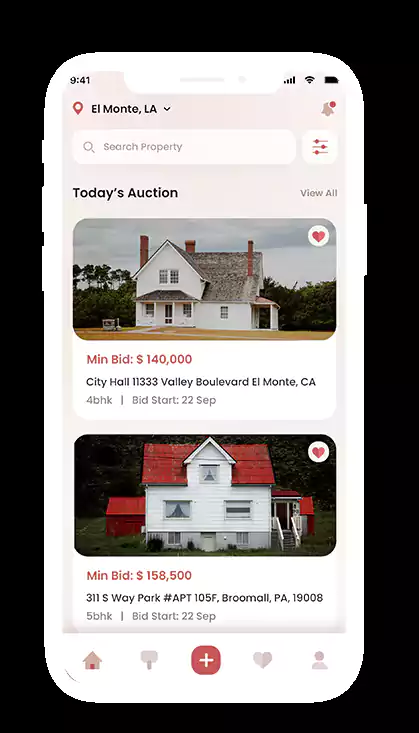 9:41
El Monte, LA
Search Property
Today’s Auction
View All
Min Bid: $ 140,000
City Hall 11333 Valley Boulevard El Monte, CA
4bhk | Bid Start: 22 Sep
Min Bid: $ 158,500
311 S Way Park #APT 105F, Broomall, PA, 19008
5bhk | Bid Start: 22 Sep